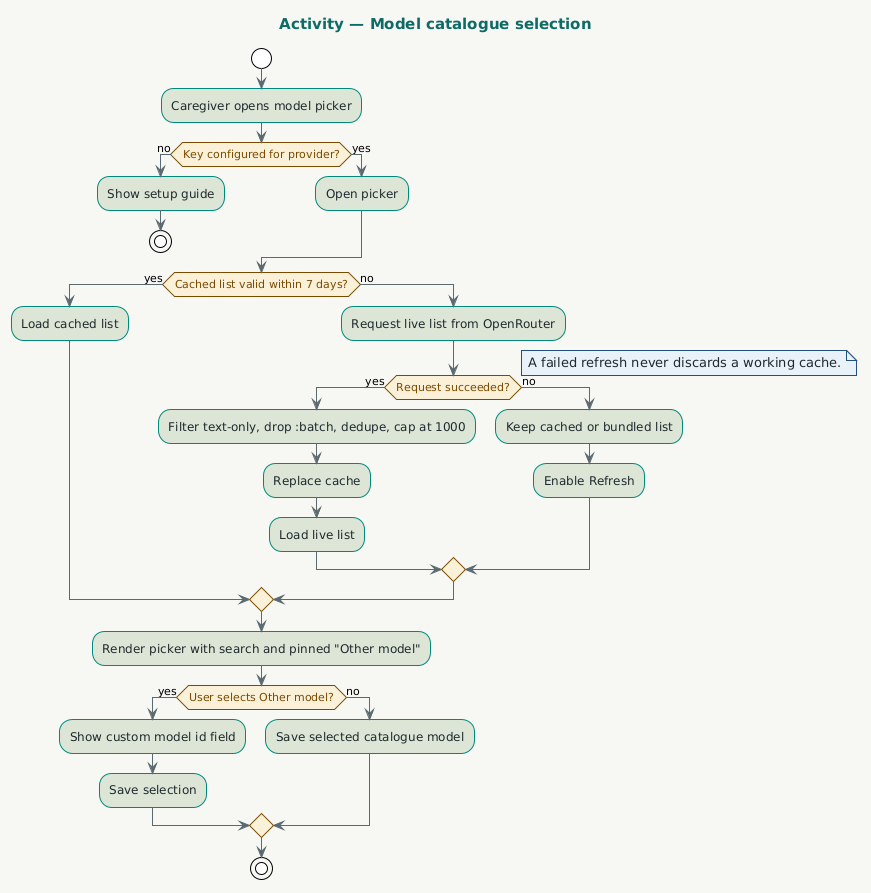 Activity — Model catalogue selection
Caregiver opens model picker
no
Key configured for provider?
yes
Show setup guide
Open picker
yes
Cached list valid within 7 days?
no
Load cached list
Request live list from OpenRouter
A failed refresh never discards a working cache.
yes
Request succeeded?
no
Filter text-only, drop :batch, dedupe, cap at 1000
Keep cached or bundled list
Replace cache
Enable Refresh
Load live list
Render picker with search and pinned "Other model"
yes
User selects Other model?
no
Show custom model id field
Save selected catalogue model
Save selection